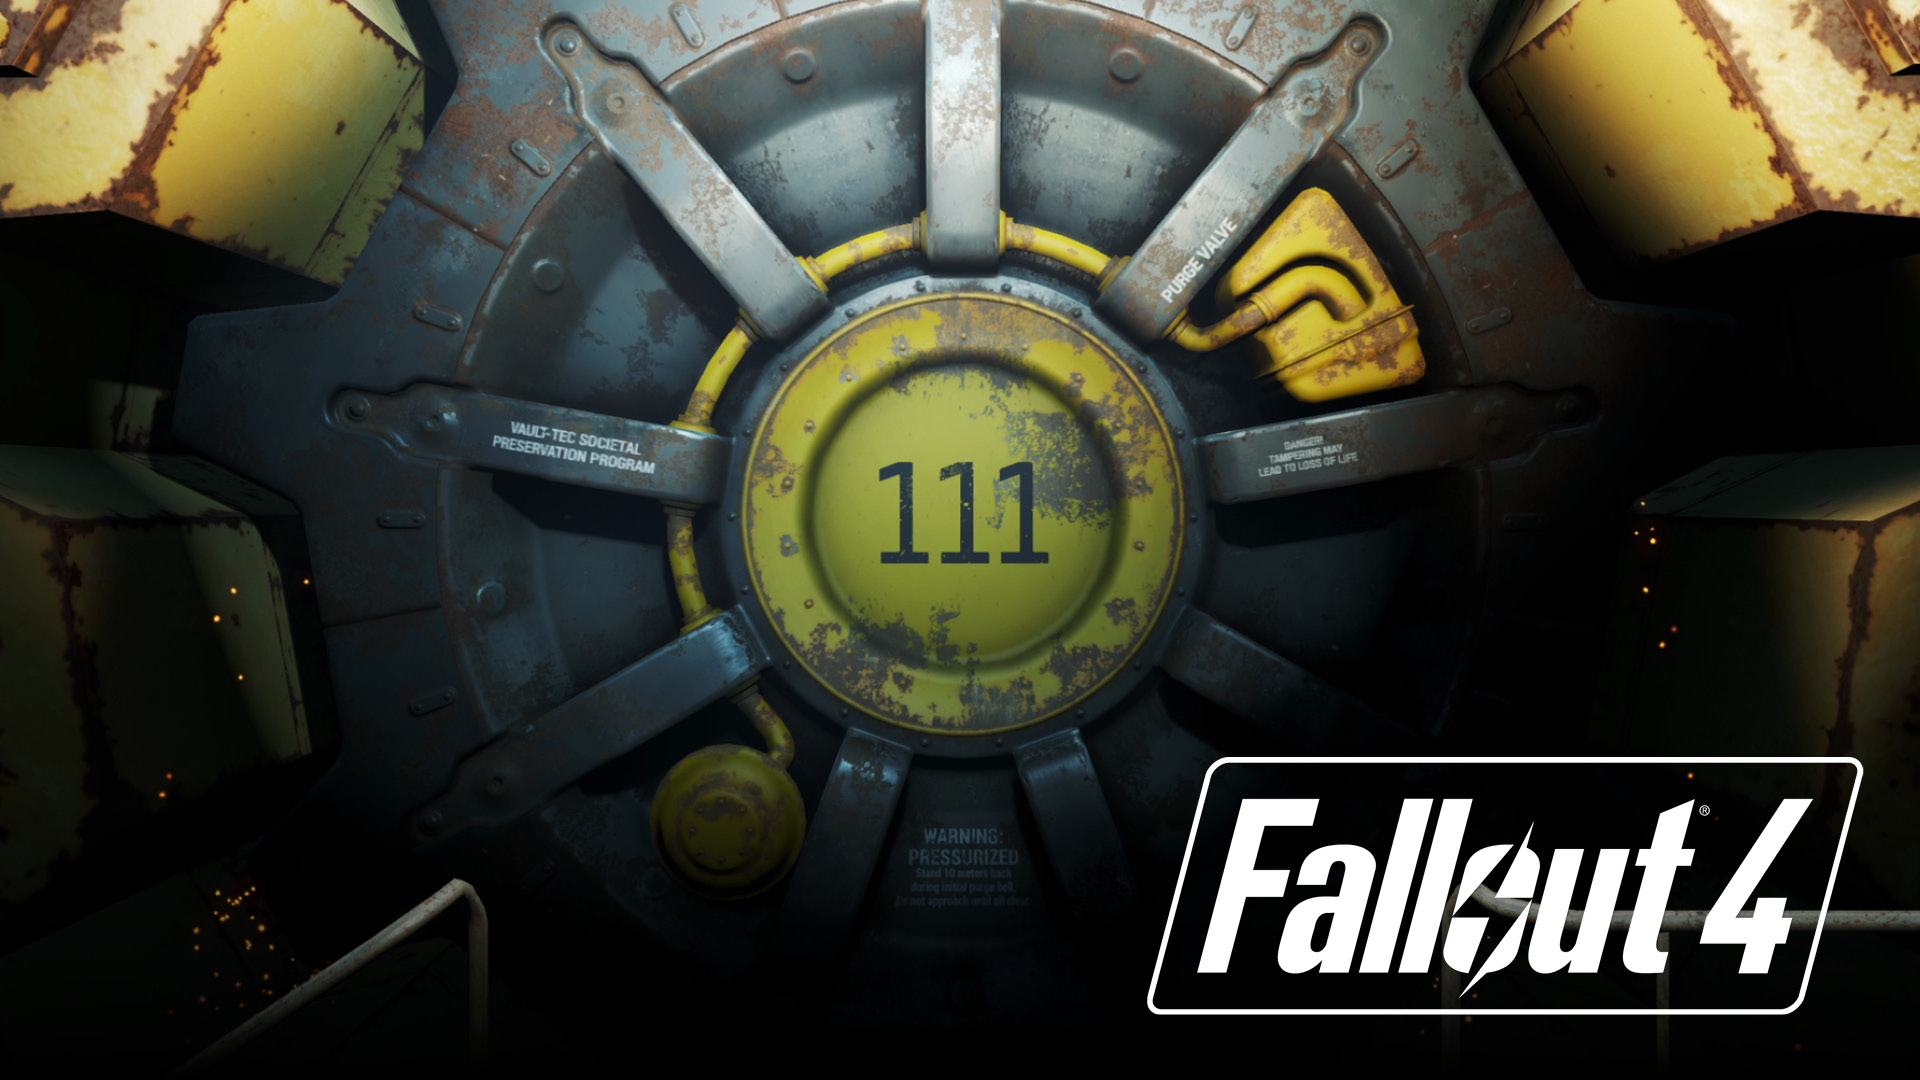 PURGE VALVE
VAULT-TEC SOCIETAL
PRESERVATION PROGRAM
DANGER!
TAMPERING MAY
LEAD TO LOSS OF LIFE
111
WARNING:
PRESSURIZED
Stand 10 meters back
during initial purge bell.
Do not approach until all clear.
Fallout 4
®